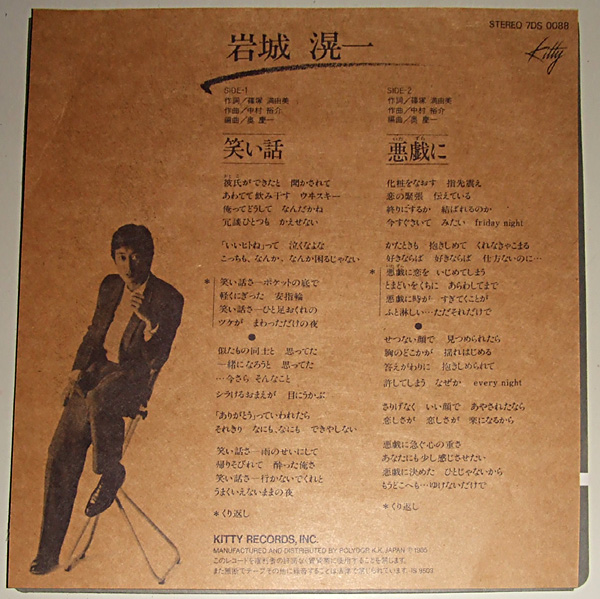 STEREO 7DS 0088
Kitty
岩城 滉一
SIDE-1
作詞/篠塚 満由美
作曲/中村 裕介
編曲/奥 慶一
笑い話
彼氏ができたと 聞かされて
あわてて飲み干す ウヰスキー
俺ってどうして なんだかね
冗談ひとつも かえせない
「いいヒトね」って 泣くなよな
こっちも、なんか、なんか困るじゃない
*笑い話さーポケットの底で
軽くにぎった 安指輪
笑い話さーひと足おくれの
ツケが まわっただけの夜
●
似たもの同士と 思ってた
一緒になろうと 思ってた
…今さら そんなこと
シラけるおまえが 目にうかぶ
「ありがとう」っていわれたら
それきり なにも、なにも できやしない
笑い話さー雨のせいにして
帰りそびれて 酔った俺さ
笑い話さー行かないでくれと
うまくいえないままの夜
*くり返し
SIDE-2
作詞/篠塚 満由美
作曲/中村 裕介
編曲/奥 慶一
悪戯に
化粧をなおす 指先震え
恋の緊張 伝えている
終りにするか 結ばれるのか
今すぐきいて みたい friday night
かたときも 抱きしめて くれなきゃこまる
好きならば 好きならば 仕方ないのに…
*悪戯に恋を いじめてしまう
とまどいをくちに あらわしてまで
悪戯に時が すぎてくことが
ふと淋しい…ただそれだけで
●
せつない顔で 見つめられたら
胸のどこかが 揺れはじめる
答えがわりに 抱きしめられて
許してしまう なぜか every night
さりげなく いい顔で あやされたなら
恋しさが 恋しさが 楽になるから
悪戯に急ぐ心の重さ
あなたにも少し感じさせたい
悪戯に決めた ひとじゃないから
もうどこへも…ゆけないだけで
*くり返し
KITTY RECORDS, INC.
MANUFACTURED AND DISTRIBUTED BY POLYDOR K.K. JAPAN